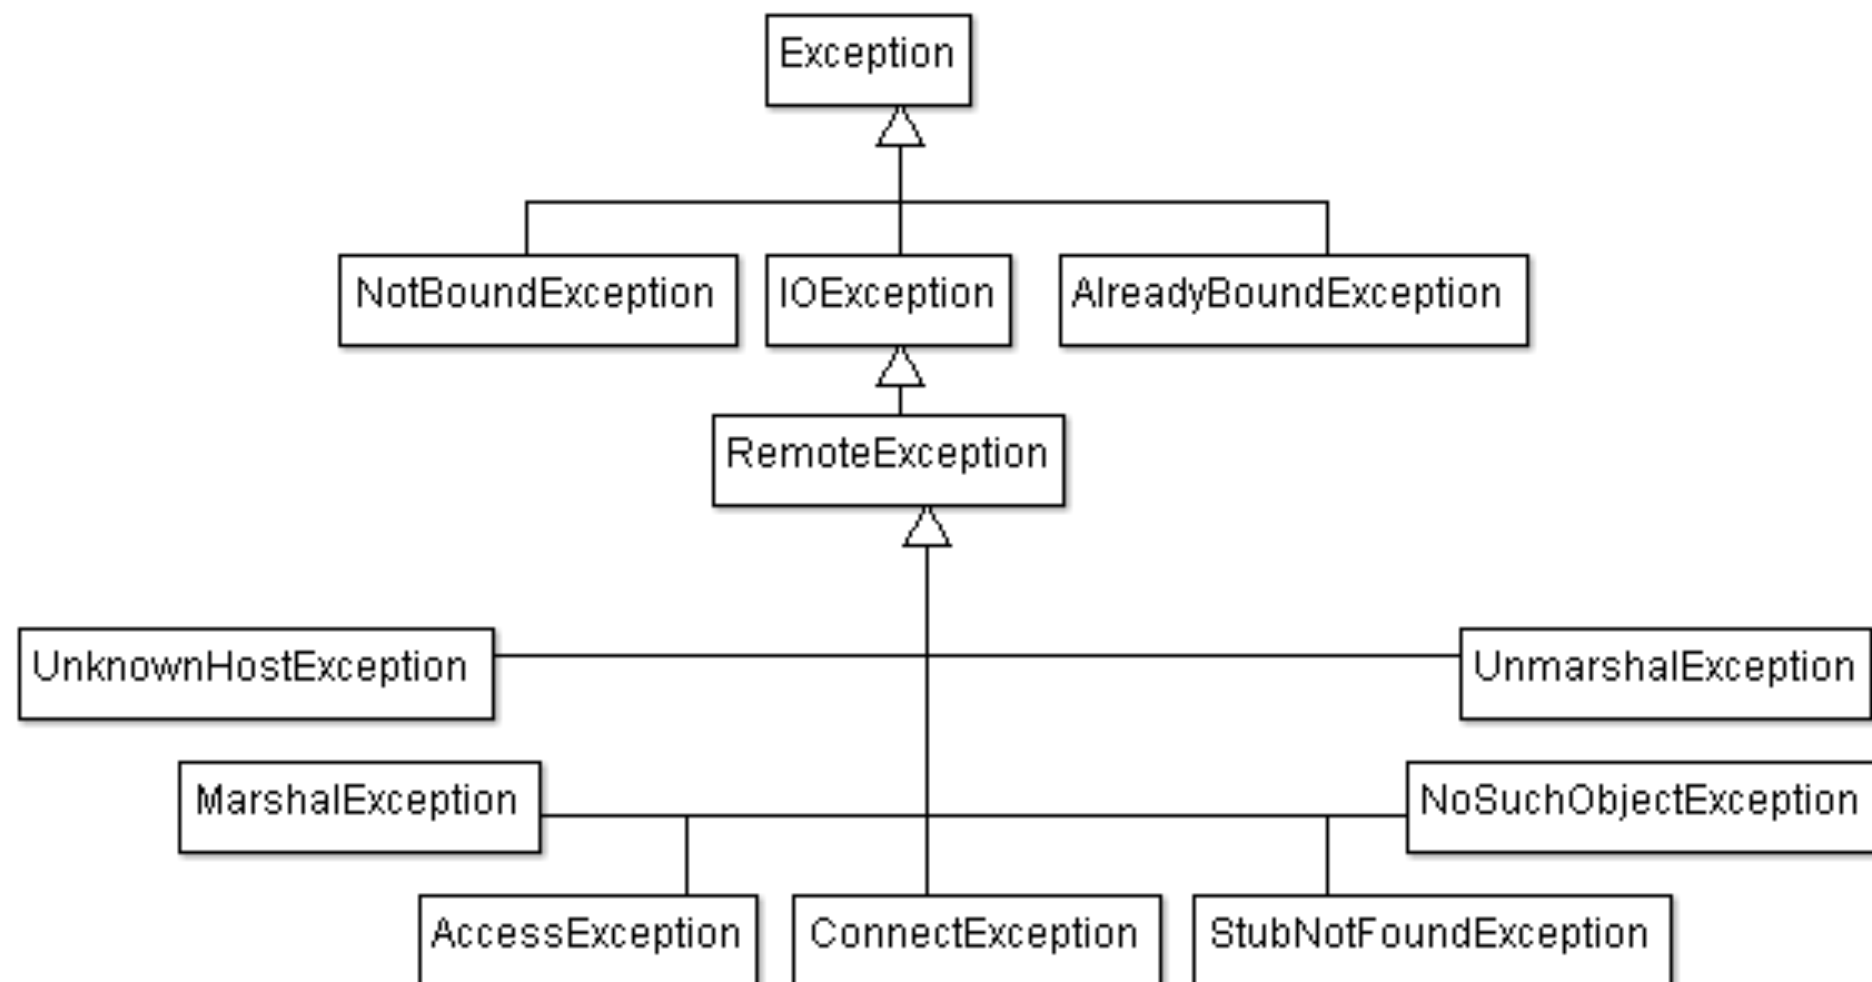 Exception
NotBoundException
IOException
AlreadyBoundException
RemoteException
UnknownHostException
UnmarshalException
MarshalException
NoSuchObjectException
AccessException
ConnectException
StubNotFoundException